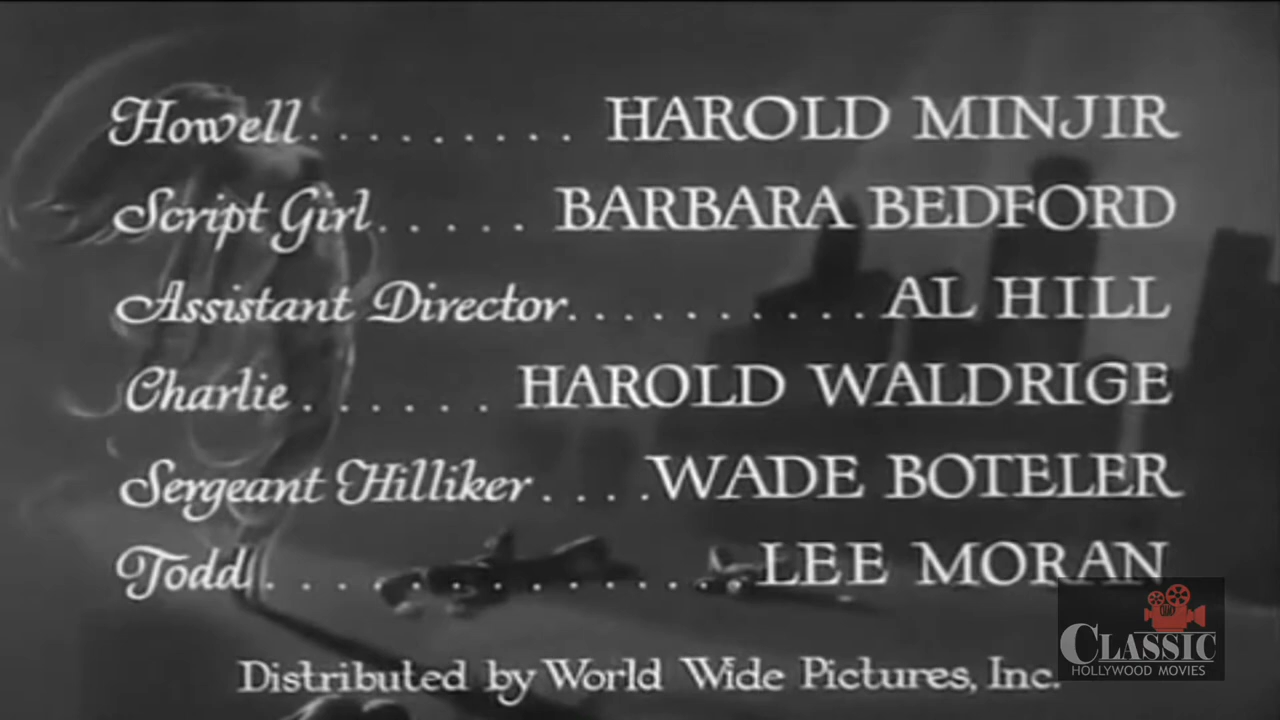 Howell......... HAROLD MINJIR
Script Girl..... BARBARA BEDFORD
Assistant Director........... AL HILL
Charlie...... HAROLD WALDRIGE
Sergeant Hilliker....WADE BOTELER
Todd...............LEE MORAN
Distributed by World Wide Pictures, Inc.
CLASSIC
HOLLYWOOD MOVIES